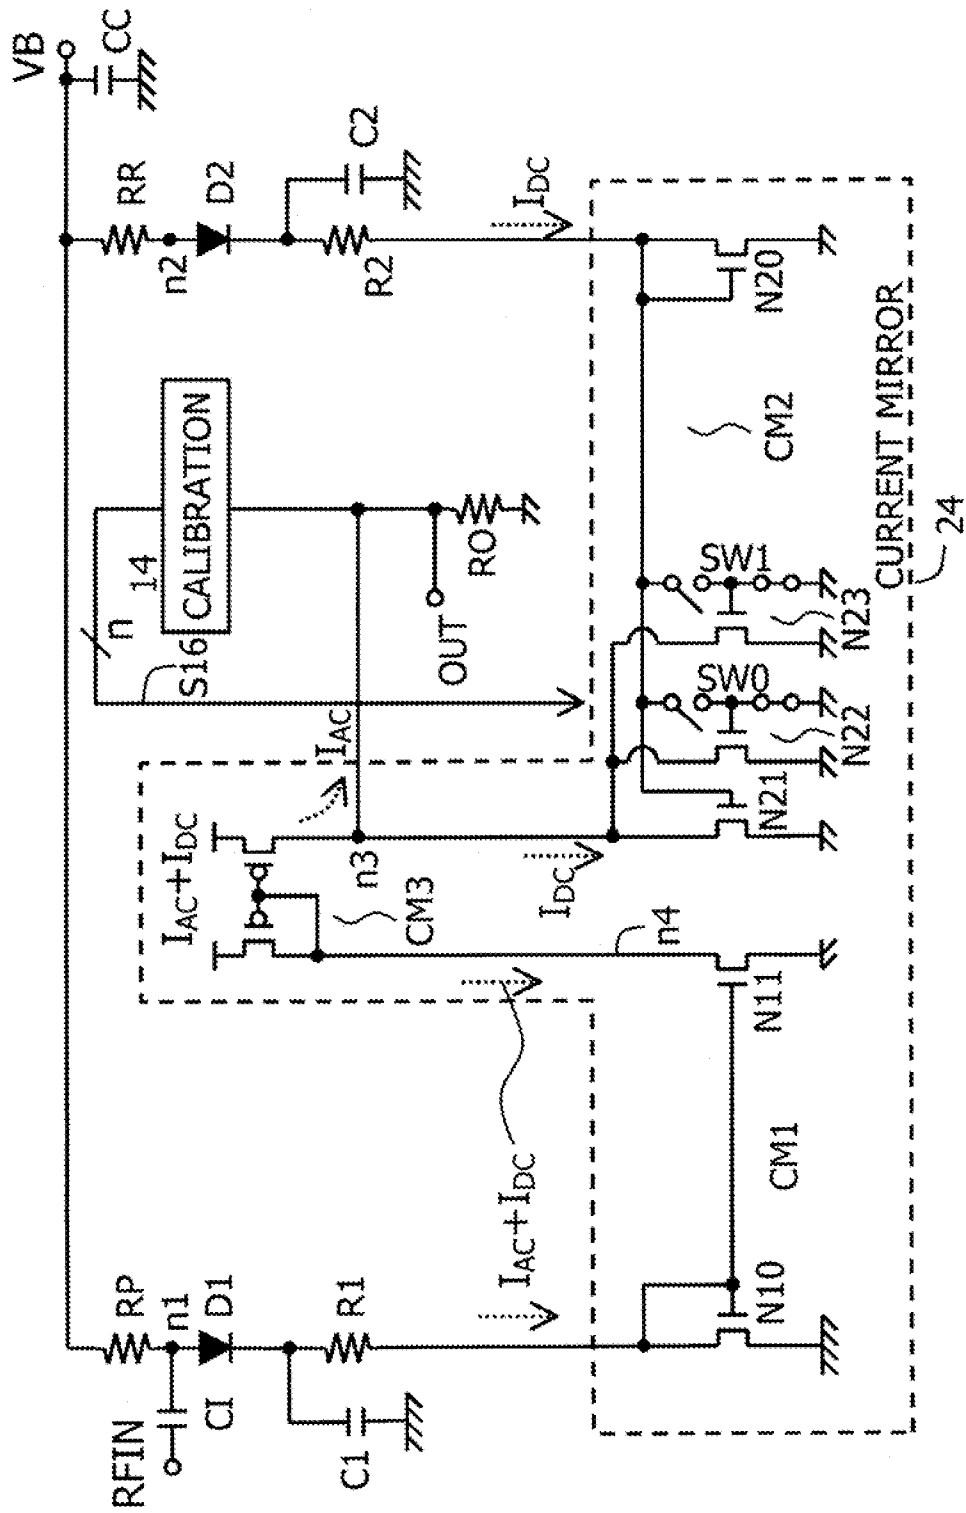 VB
CC
RR
n2
D2
C2
R2
IDC
N20
CM2
CURRENT MIRROR
24
CALIBRATION
14
n
S16
OUT
RO
SW1
N23
SW0
N22
N21
IAC
IAC+IDC
n3
CM3
IDC
n4
N11
IAC+IDC
CM1
N10
RP
n1
D1
CI
RFIN
R1
C1